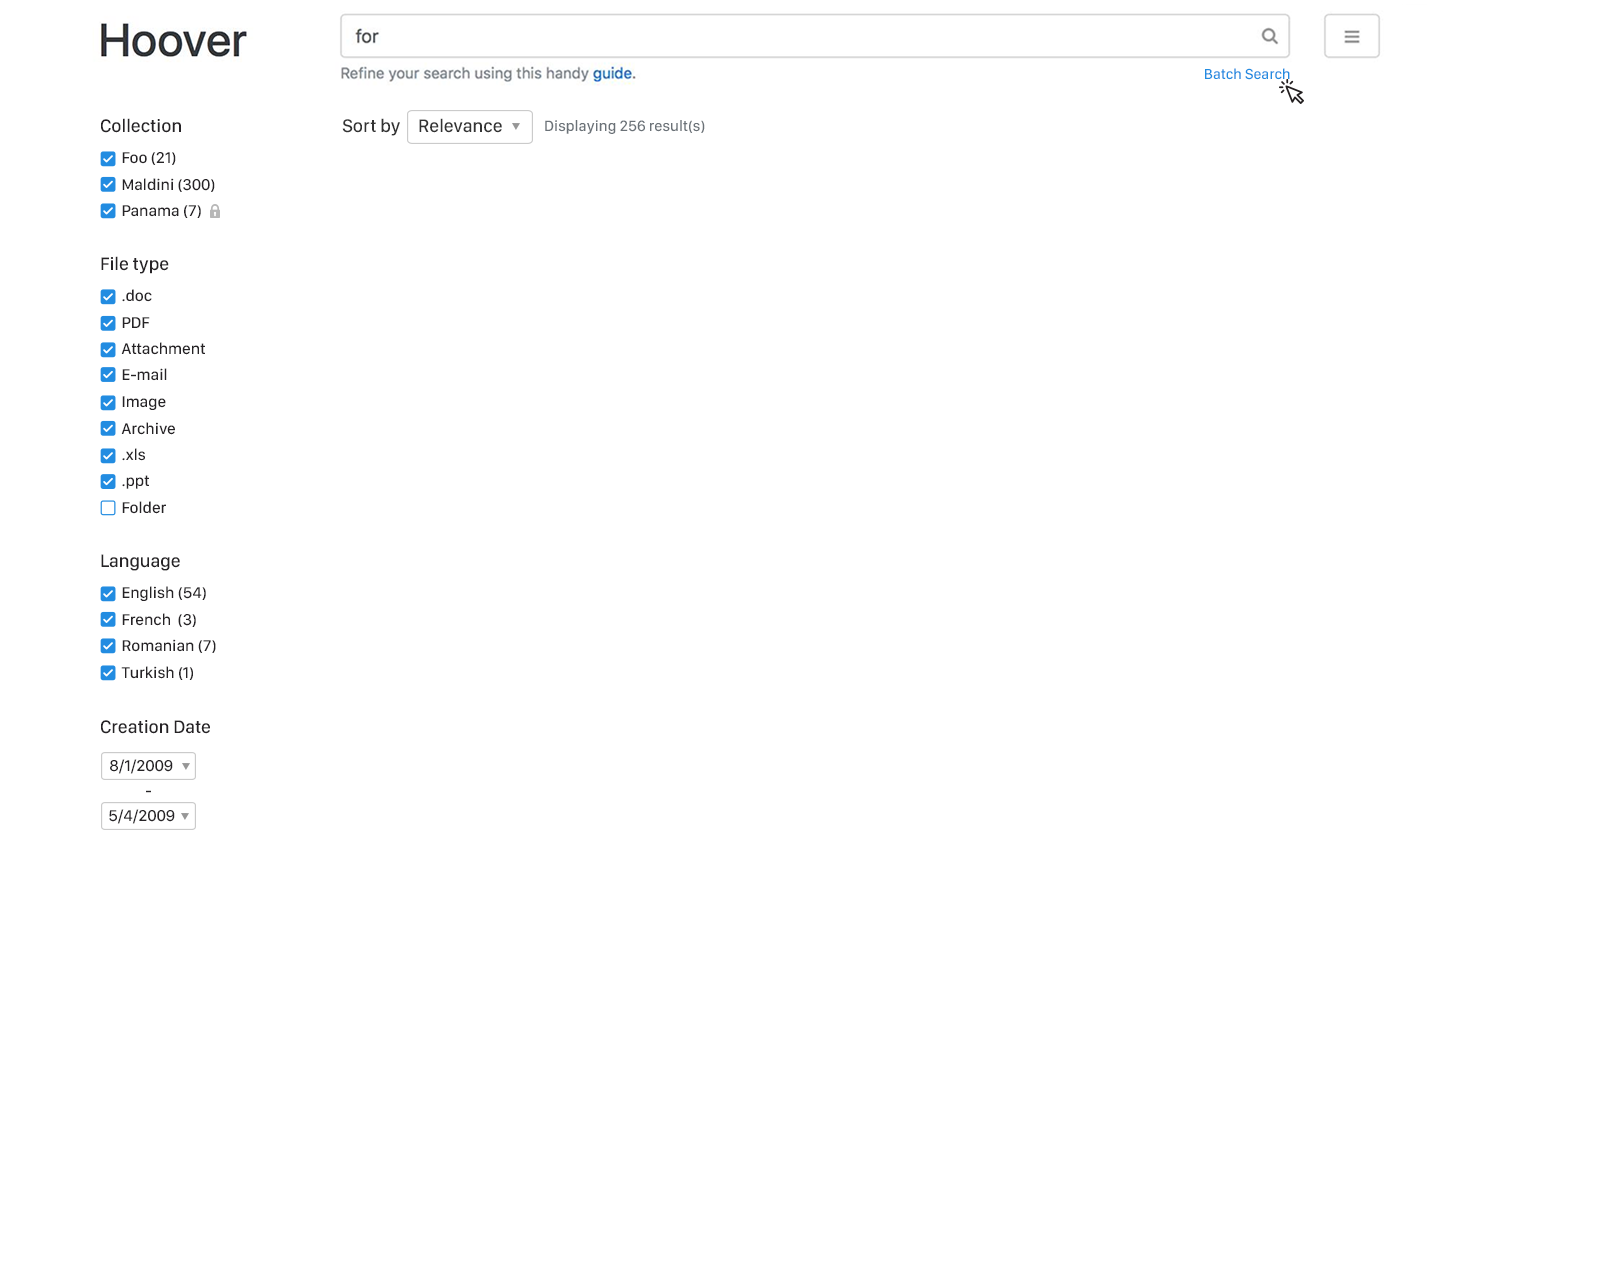 Hoover
for
Refine your search using this handy guide.
Batch Search
Sort by Relevance ▼ Displaying 256 result(s)
Collection
Foo (21)
Maldini (300)
Panama (7)
File type
.doc
PDF
Attachment
E-mail
Image
Archive
.xls
.ppt
Folder
Language
English (54)
French (3)
Romanian (7)
Turkish (1)
Creation Date
8/1/2009 ▼
-
5/4/2009 ▼